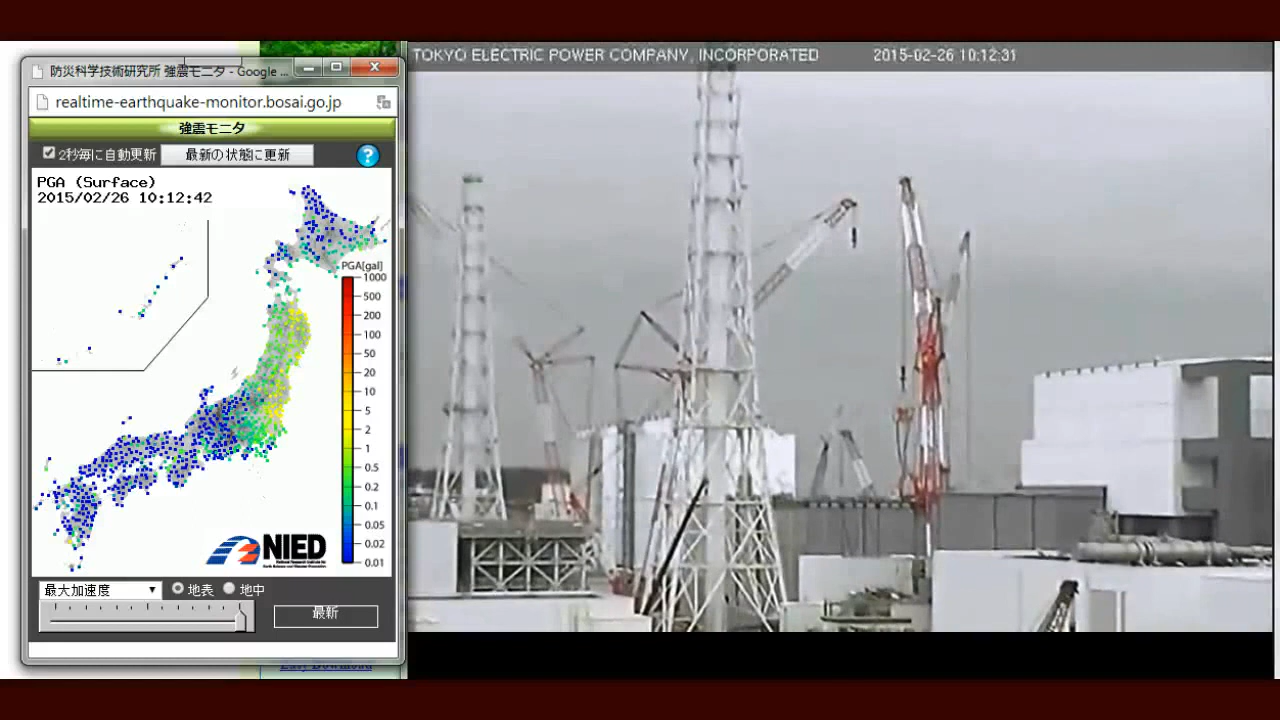 防災科学技術研究所 強震モニタ - Google ...
realtime-earthquake-monitor.bosai.go.jp
強震モニタ
2秒毎に自動更新
最新の状態に更新
?
PGA (Surface)
2015/02/26 10:12:42
PGA[gal]
1000
500
200
100
50
20
10
5
2
1
0.5
0.2
0.1
0.05
0.02
0.01
NIED
最大加速度
地表
地中
最新
TOKYO ELECTRIC POWER COMPANY, INCORPORATED
2015-02-26 10:12:31